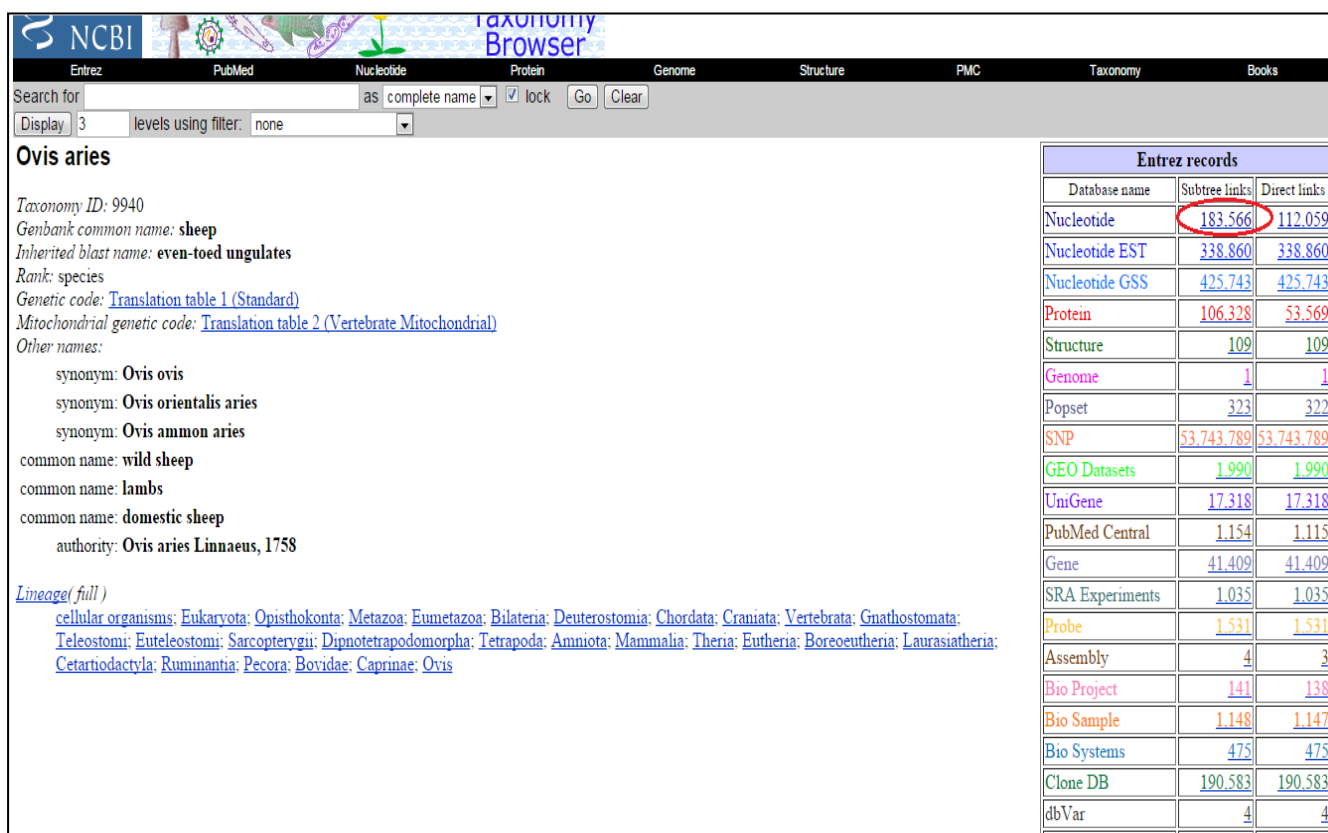 NCBI
Taxonomy
Browser
Entrez PubMed Nucleotide Protein Genome Structure PMC Taxonomy Books
Search for as complete name lock Go Clear
Display 3 levels using filter: none
Ovis aries
Taxonomy ID: 9940
Genbank common name: sheep
Inherited blast name: even-toed ungulates
Rank: species
Genetic code: Translation table 1 (Standard)
Mitochondrial genetic code: Translation table 2 (Vertebrate Mitochondrial)
Other names:
synonym: Ovis ovis
synonym: Ovis orientalis aries
synonym: Ovis ammon aries
common name: wild sheep
common name: lambs
common name: domestic sheep
authority: Ovis aries Linnaeus, 1758
Lineage( full )
cellular organisms; Eukaryota; Opisthokonta; Metazoa; Eumetazoa; Bilateria; Deuterostomia; Chordata; Craniata; Vertebrata; Gnathostomata;
Teleostomi; Euteleostomi; Sarcopterygii; Dipnotetrapodomorpha; Tetrapoda; Amniota; Mammalia; Theria; Eutheria; Boreoeutheria; Laurasiatheria;
Cetartiodactyla; Ruminantia; Pecora; Bovidae; Caprinae; Ovis
Entrez records
Database name Subtree links Direct links
Nucleotide 183.566 112.059
Nucleotide EST 338.860 338.860
Nucleotide GSS 425.743 425.743
Protein 106.328 53.569
Structure 109 109
Genome 1 1
Popset 323 322
SNP 53.743.789 53.743.789
GEO Datasets 1.990 1.990
UniGene 17.318 17.318
PubMed Central 1.154 1.115
Gene 41.409 41.409
SRA Experiments 1.035 1.035
Probe 1.531 1.531
Assembly 4 3
Bio Project 141 138
Bio Sample 1.148 1.147
Bio Systems 475 475
Clone DB 190.583 190.583
dbVar 4 4